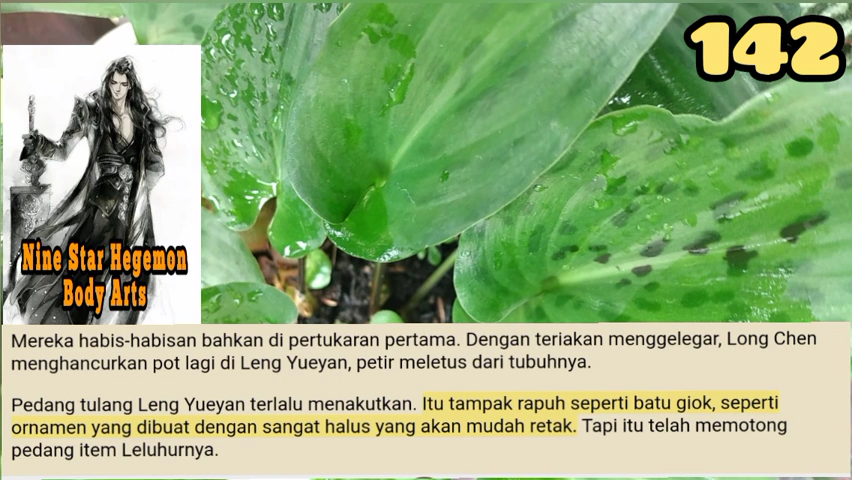 142
Nine Star Hegemon
Body Arts
Mereka habis-habisan bahkan di pertukaran pertama. Dengan teriakan menggelegar, Long Chen
menghancurkan pot lagi di Leng Yueyan, petir meletus dari tubuhnya.
Pedang tulang Leng Yueyan terlalu menakutkan. Itu tampak rapuh seperti batu giok, seperti
ornamen yang dibuat dengan sangat halus yang akan mudah retak. Tapi itu telah memotong
pedang item Leluhurnya.